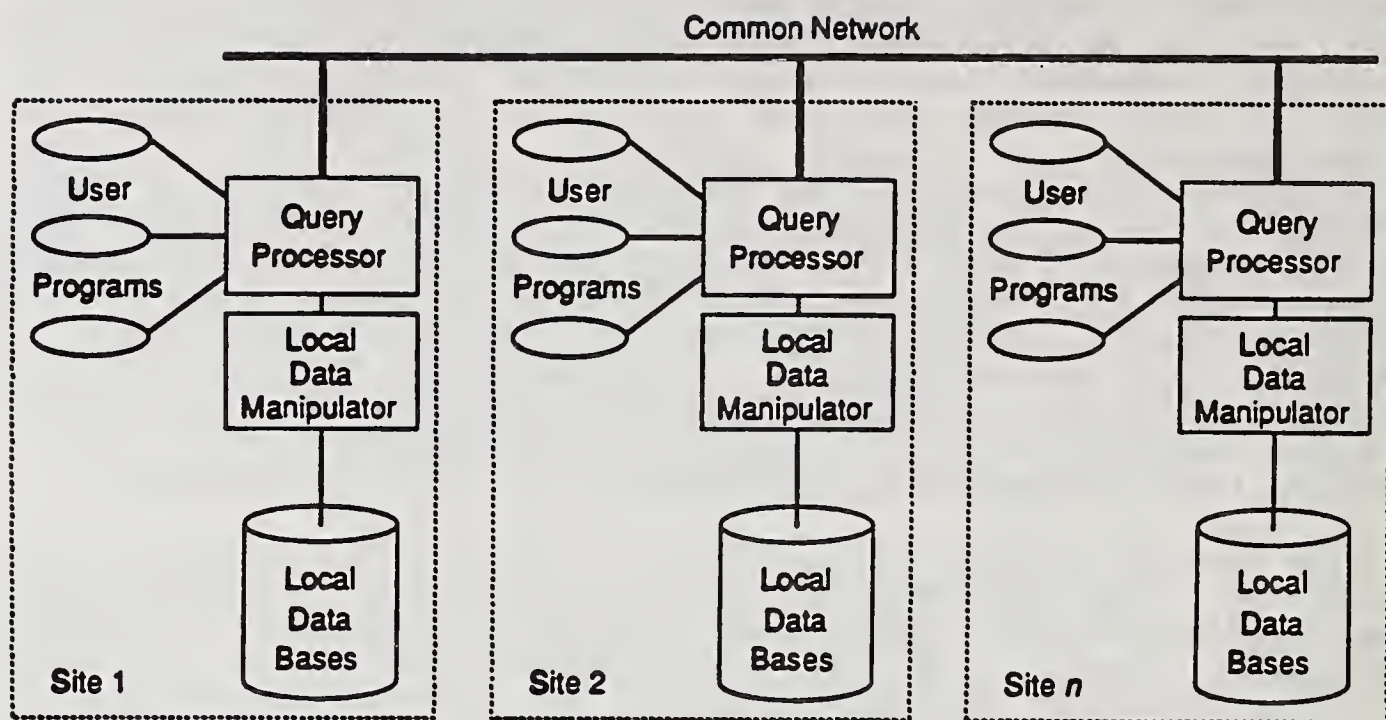 Common Network
User
Programs
Query
Processor
Local
Data
Manipulator
Local
Data
Bases
Site 1
User
Programs
Query
Processor
Local
Data
Manipulator
Local
Data
Bases
Site 2
User
Programs
Query
Processor
Local
Data
Manipulator
Local
Data
Bases
Site n